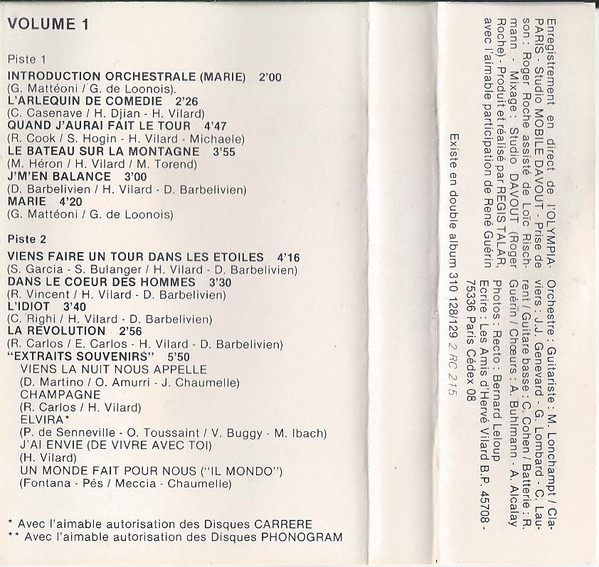 VOLUME 1
Piste 1
INTRODUCTION ORCHESTRALE (MARIE) 2'00
(G. Mattéoni / G. de Loonois).
L'ARLEQUIN DE COMEDIE 2'26
(C. Casenave / H. Djian - H. Vilard)
QUAND J'AURAI FAIT LE TOUR 4'47
(R. Cook / S. Hogin - H. Vilard - Michaele)
LE BATEAU SUR LA MONTAGNE 3'55
(M. Héron / H. Vilard / M. Torend)
J'M'EN BALANCE 3'00
(D. Barbelivien / H. Vilard - D. Barbelivien)
MARIE 4'20
(G. Mattéoni / G. de Loonois)
Piste 2
VIENS FAIRE UN TOUR DANS LES ETOILES 4'16
(S. Garcia - S. Bulanger / H. Vilard - D. Barbelivien)
DANS LE COEUR DES HOMMES 3'30
(R. Vincent / H. Vilard - D. Barbelivien)
L'IDIOT 3'40
(C. Righi / H. Vilard - D. Barbelivien)
LA REVOLUTION 2'56
(R. Carlos / E. Carlos - H. Vilard - D. Barbelivien)
"EXTRAITS SOUVENIRS" 5'50
VIENS LA NUIT NOUS APPELLE
(D. Martino / O. Amurri - J. Chaumelle)
CHAMPAGNE
(R. Carlos / H. Vilard)
ELVIRA*
(P. de Senneville - O. Toussaint / V. Buggy - M. Ibach)
J'AI ENVIE (DE VIVRE AVEC TOI)
(H. Vilard)
UN MONDE FAIT POUR NOUS ("IL MONDO")
(Fontana - Pés / Meccia - Chaumelle)
* Avec l'aimable autorisation des Disques CARRERE
** Avec l'aimable autorisation des Disques PHONOGRAM
Enregistrement en direct de l'OLYMPIA-
PARIS - Studio MOBILE DAVOUT - Prise de
son : Roger Roche assisté de Loïc Risch-
mann - Mixage : Studio DAVOUT (Roger
Roche) - Produit et réalisé par REGIS TALAR,
avec l'aimable participation de René Guérin
Orchestre : Guitariste : M. Lonchampt / Cla-
viers : J.J. Genevard - G. Lombard - C. Lau-
rent / Guitare basse : C. Cohen / Batterie : R.
Guérin / Chœurs : A. Buhlmann - A. Alcalay
Photos : Recto : Bernard Leloup
Ecrire : Les Amis d'Hervé Vilard B.P. 45708 -
75336 Paris Cédex 08
Existe en double album 310 128/129 2 RC 215